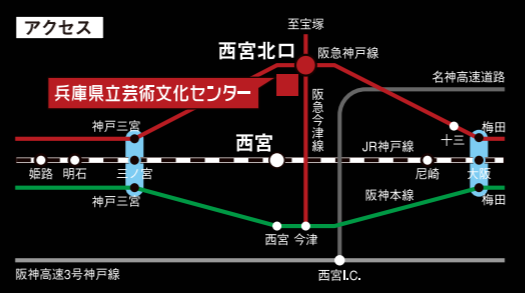 アクセス
至宝塚
西宮北口
阪急神戸線
名神高速道路
兵庫県立芸術文化センター
阪急今津線
神戸三宮
西宮
十三
梅田
JR神戸線
姫路
明石
三ノ宮
尼崎
大阪
神戸三宮
阪神本線
梅田
西宮
今津
阪神高速3号神戸線
西宮I.C.